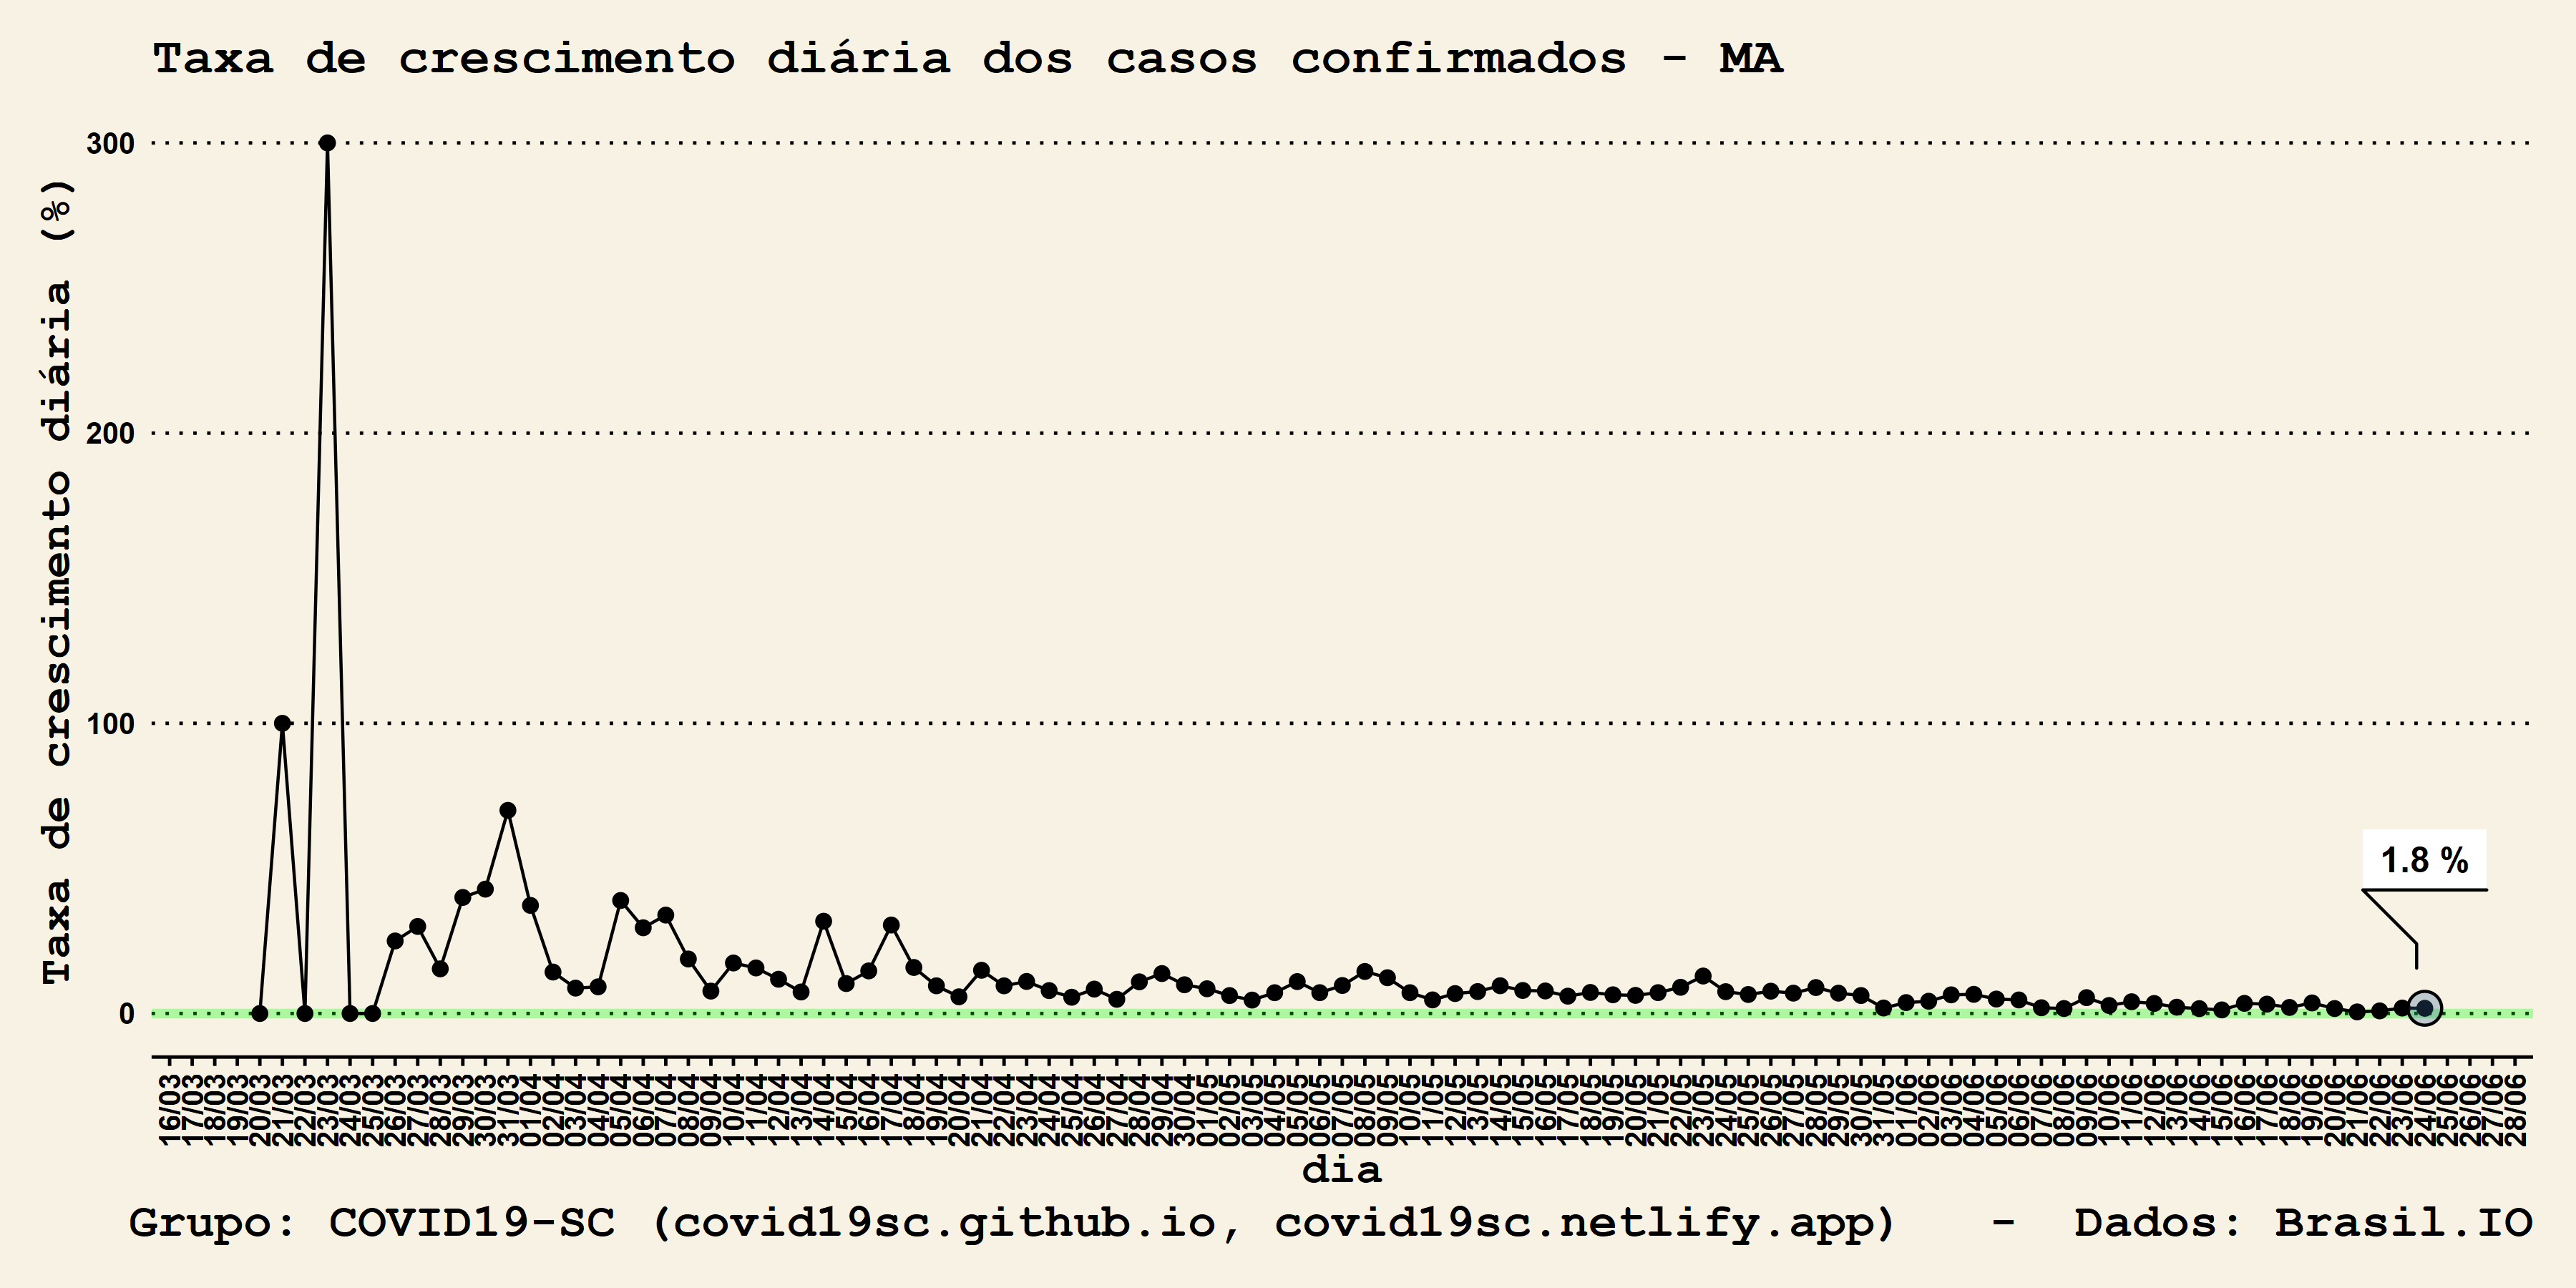 Taxa de crescimento diária dos casos confirmados - MA
Taxa de crescimento diária (%)
300
200
100
0
1.8 %
16/03 17/03 18/03 19/03 20/03 21/03 22/03 23/03 24/03 25/03 26/03 27/03 28/03 29/03 30/03 31/03 01/04 02/04 03/04 04/04 05/04 06/04 07/04 08/04 09/04 10/04 11/04 12/04 13/04 14/04 15/04 16/04 17/04 18/04 19/04 20/04 21/04 22/04 23/04 24/04 25/04 26/04 27/04 28/04 29/04 30/04 01/05 02/05 03/05 04/05 05/05 06/05 07/05 08/05 09/05 10/05 11/05 12/05 13/05 14/05 15/05 16/05 17/05 18/05 19/05 20/05 21/05 22/05 23/05 24/05 25/05 26/05 27/05 28/05 29/05 30/05 31/05 01/06 02/06 03/06 04/06 05/06 06/06 07/06 08/06 09/06 10/06 11/06 12/06 13/06 14/06 15/06 16/06 17/06 18/06 19/06 20/06 21/06 22/06 23/06 24/06 25/06 26/06 27/06 28/06
dia
Grupo: COVID19-SC (covid19sc.github.io, covid19sc.netlify.app) - Dados: Brasil.IO